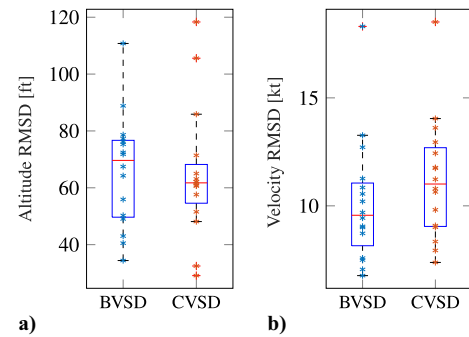 120
100
80
60
40
Altitude RMSD [ft]
BVSD CVSD
a)
15
10
Velocity RMSD [kt]
BVSD CVSD
b)